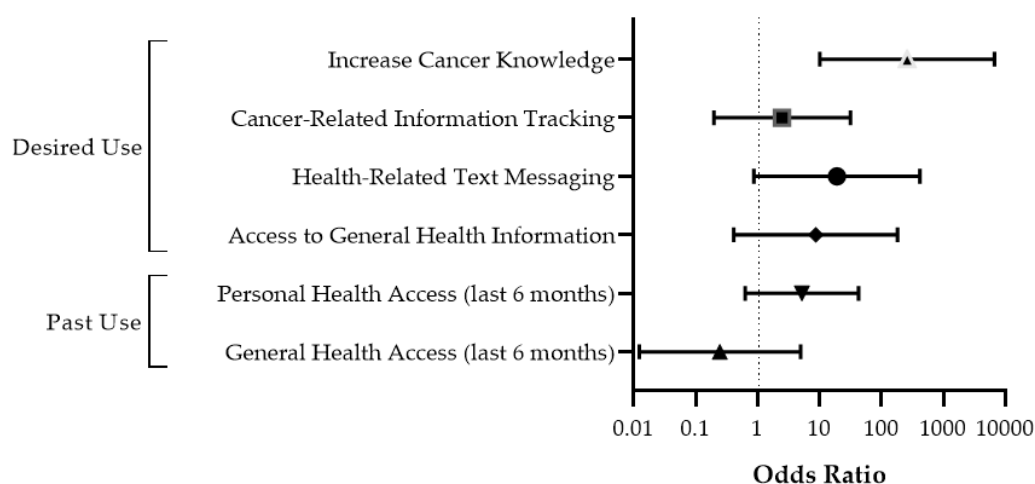 Desired Use
Increase Cancer Knowledge
Cancer-Related Information Tracking
Health-Related Text Messaging
Access to General Health Information
Past Use
Personal Health Access (last 6 months)
General Health Access (last 6 months)
0.01 0.1 1 10 100 1000 10000
Odds Ratio